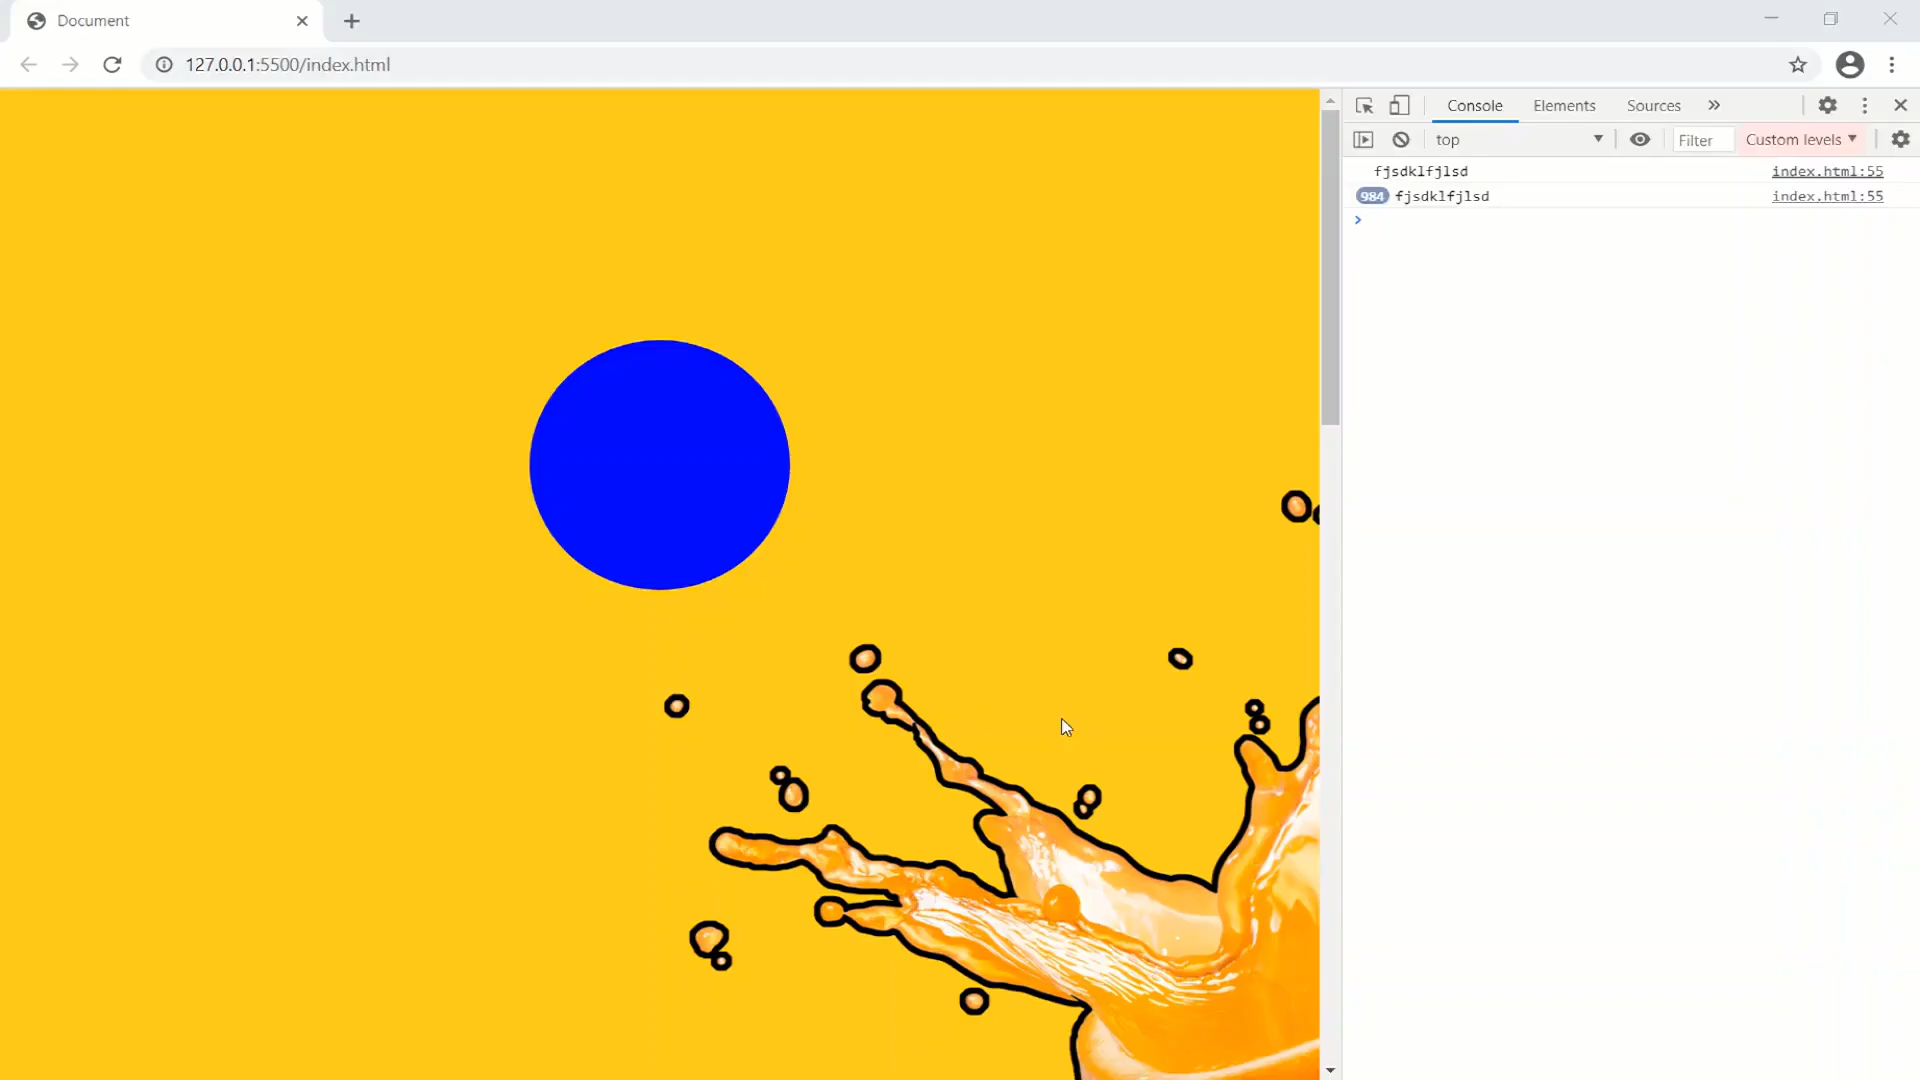 Document
127.0.0.1:5500/index.html
Console Elements Sources
top Filter Custom levels
fjsdklfjlsd index.html:55
984 fjsdklfjlsd index.html:55